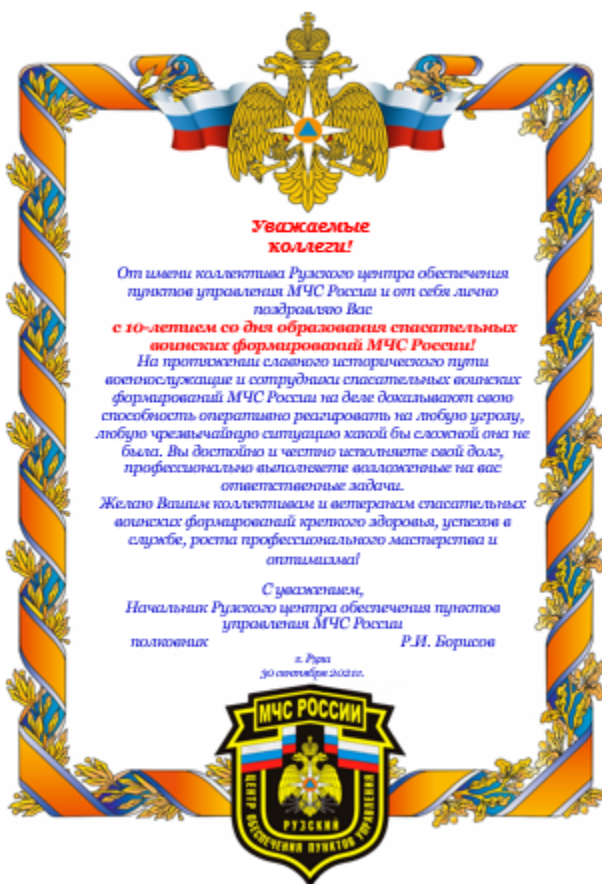 Уважаемые
коллеги!
От имени коллектива Рузского центра обеспечения
пунктов управления МЧС России и от себя лично
поздравляю Вас
с 10-летием со дня образования спасательных
воинских формирований МЧС России!
На протяжении славного исторического пути
военнослужащие и сотрудники спасательных воинских
формирований МЧС России на деле доказывают свою
способность оперативно реагировать на любую угрозу,
любую чрезвычайную ситуацию какой бы сложной она не
была. Вы достойно и честно исполняете свой долг,
профессионально выполняете возложенные на вас
ответственные задачи.
Желаю Вашим коллективам и ветеранам спасательных
воинских формирований крепкого здоровья, успехов в
службе, роста профессионального мастерства и
оптимизма!
С уважением,
Начальник Рузского центра обеспечения пунктов
управления МЧС России
полковник Р.И. Борисов
г. Руза
30 сентября 2021г.
МЧС РОССИИ
РУЗСКИЙ
ЦЕНТР ОБЕСПЕЧЕНИЯ ПУНКТОВ УПРАВЛЕНИЯ